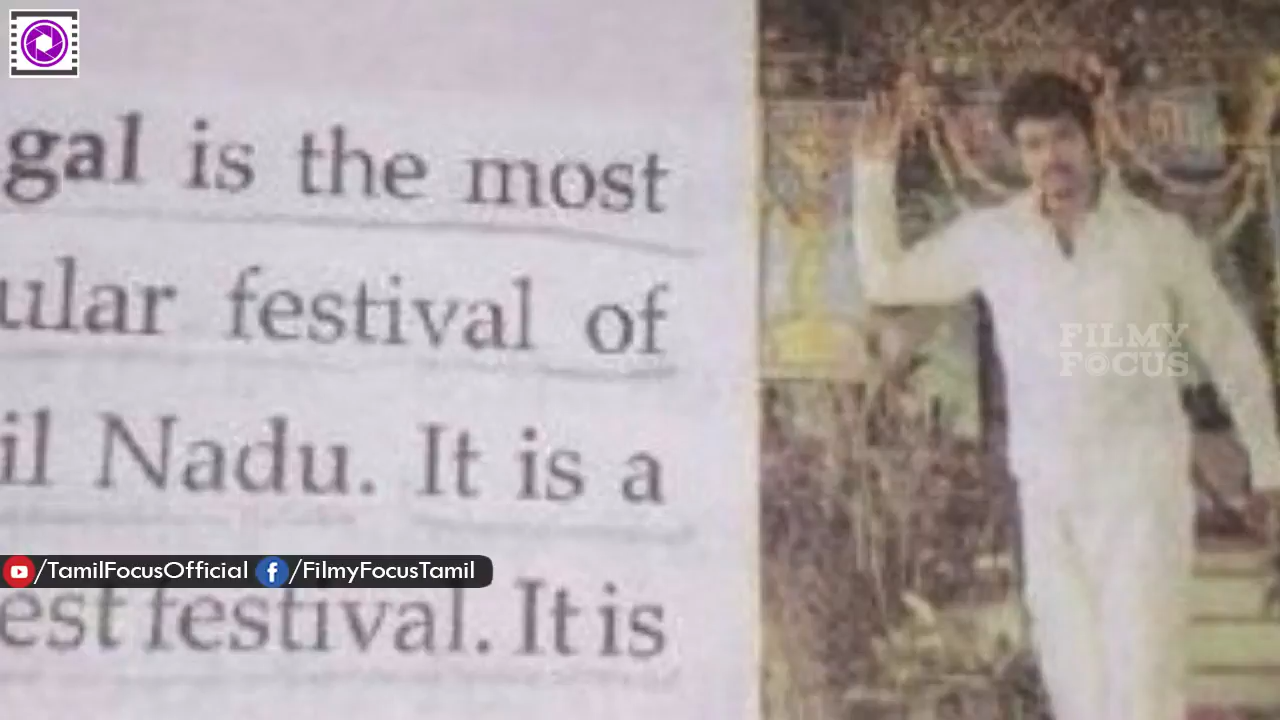 gal is the most
ular festival of
il Nadu. It is a
/TamilFocusOfficial /FilmyFocusTamil
est festival. It is
FILMY
FOCUS